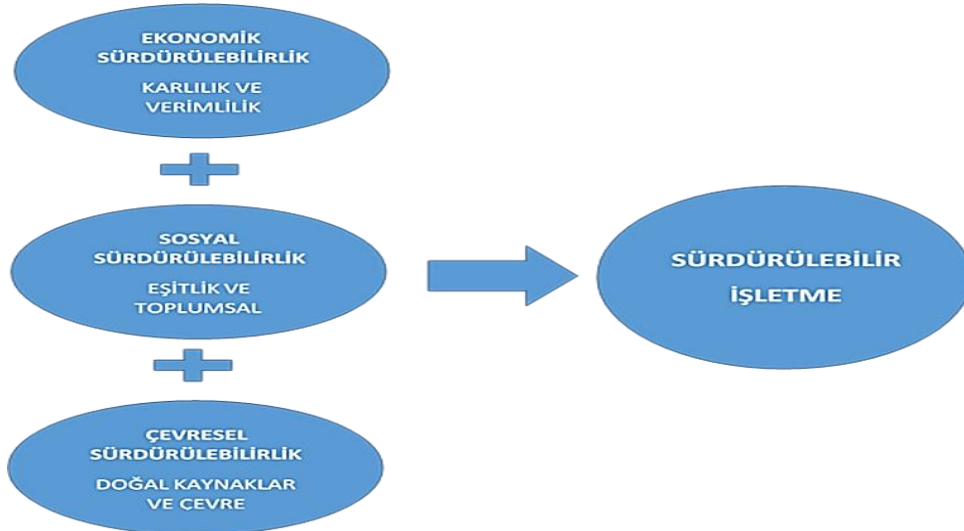 EKONOMİK
SÜRDÜRÜLEBİLİRLİK
KARLILIK VE
VERİMLİLİK
SOSYAL
SÜRDÜRÜLEBİLİRLİK
EŞİTLİK VE
TOPLUMSAL
ÇEVRESEL
SÜRDÜRÜLEBİLİRLİK
DOĞAL KAYNAKLAR
VE ÇEVRE
SÜRDÜRÜLEBİLİR
İŞLETME